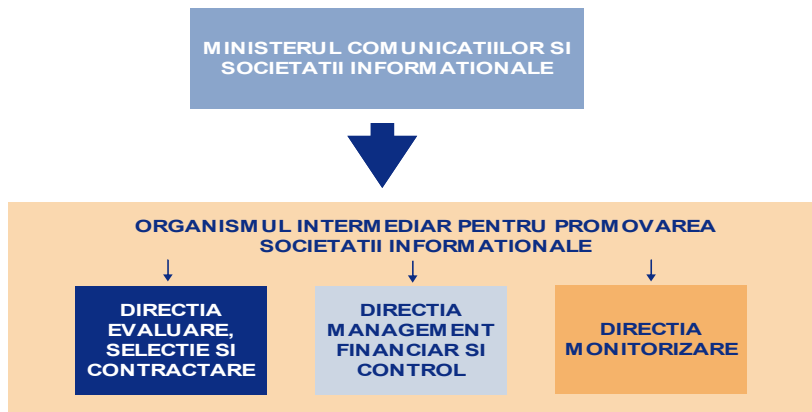 MINISTERUL COMUNICATIILOR SI
SOCIETATII INFORMATIONALE
ORGANISMUL INTERMEDIAR PENTRU PROMOVAREA
SOCIETATII INFORMATIONALE
DIRECTIA
EVALUARE,
SELECTIE SI
CONTRACTARE
DIRECTIA
MANAGEMENT
FINANCIAR SI
CONTROL
DIRECTIA
MONITORIZARE